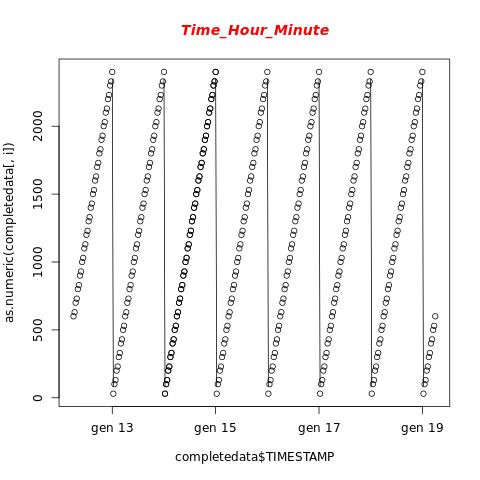 Time_Hour_Minute
as.numeric(completedata[, i])
2000
1500
1000
500
0
gen 13
gen 15
gen 17
gen 19
completedata$TIMESTAMP